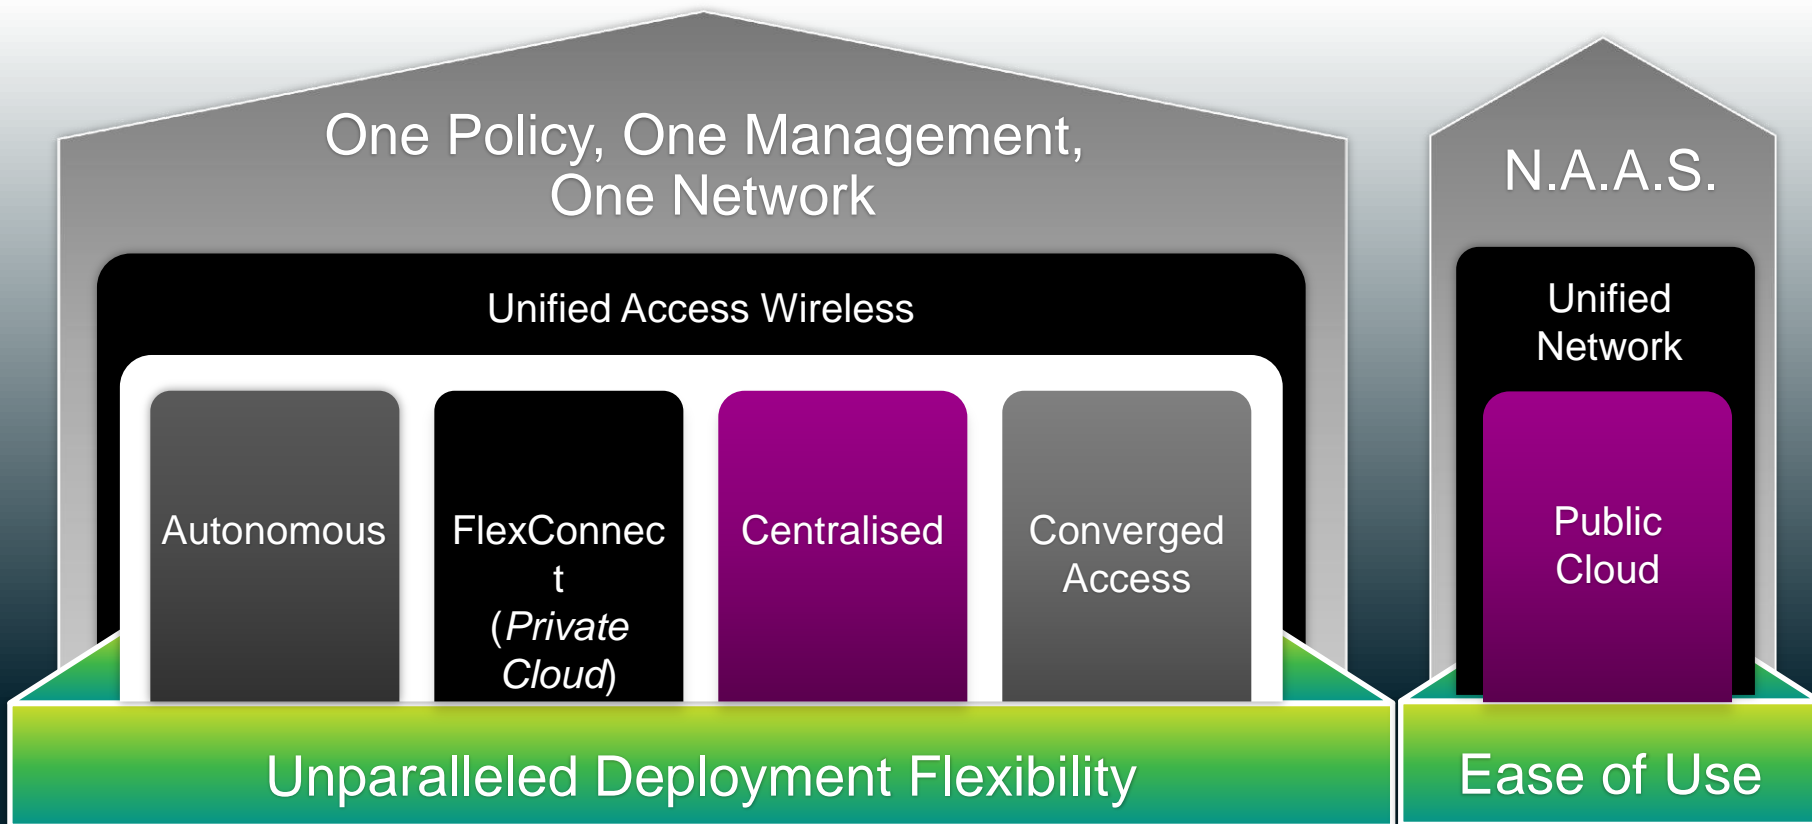 One Policy, One Management,
One Network
Unified Access Wireless
Autonomous
FlexConnec
t
(Private
Cloud)
Centralised
Converged
Access
Unparalleled Deployment Flexibility
N.A.A.S.
Unified
Network
Public
Cloud
Ease of Use